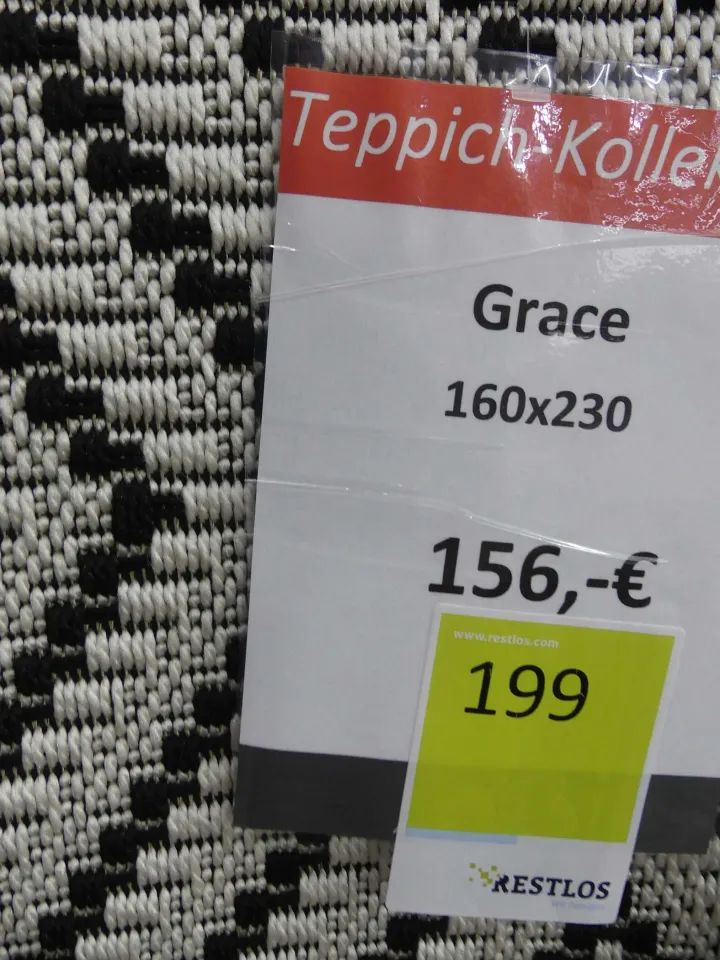 Teppich-Kollek
Grace
160x230
156,-€
www.restlos.com
199
RESTLOS